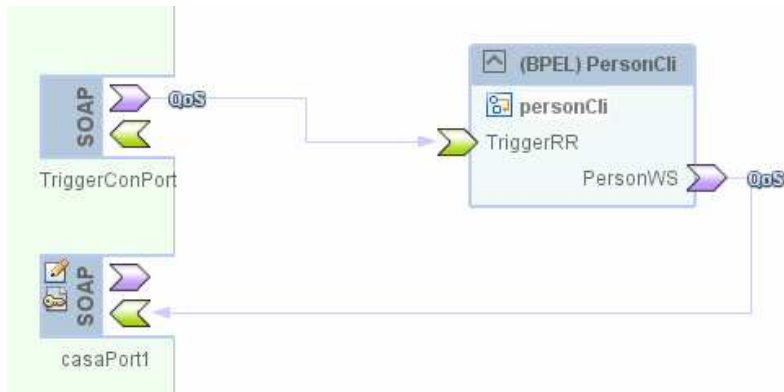 (BPEL) PersonCli
SOAP
QoS
personCli
TriggerRR
TriggerConPort
PersonWS
QoS
SOAP
casaPort1